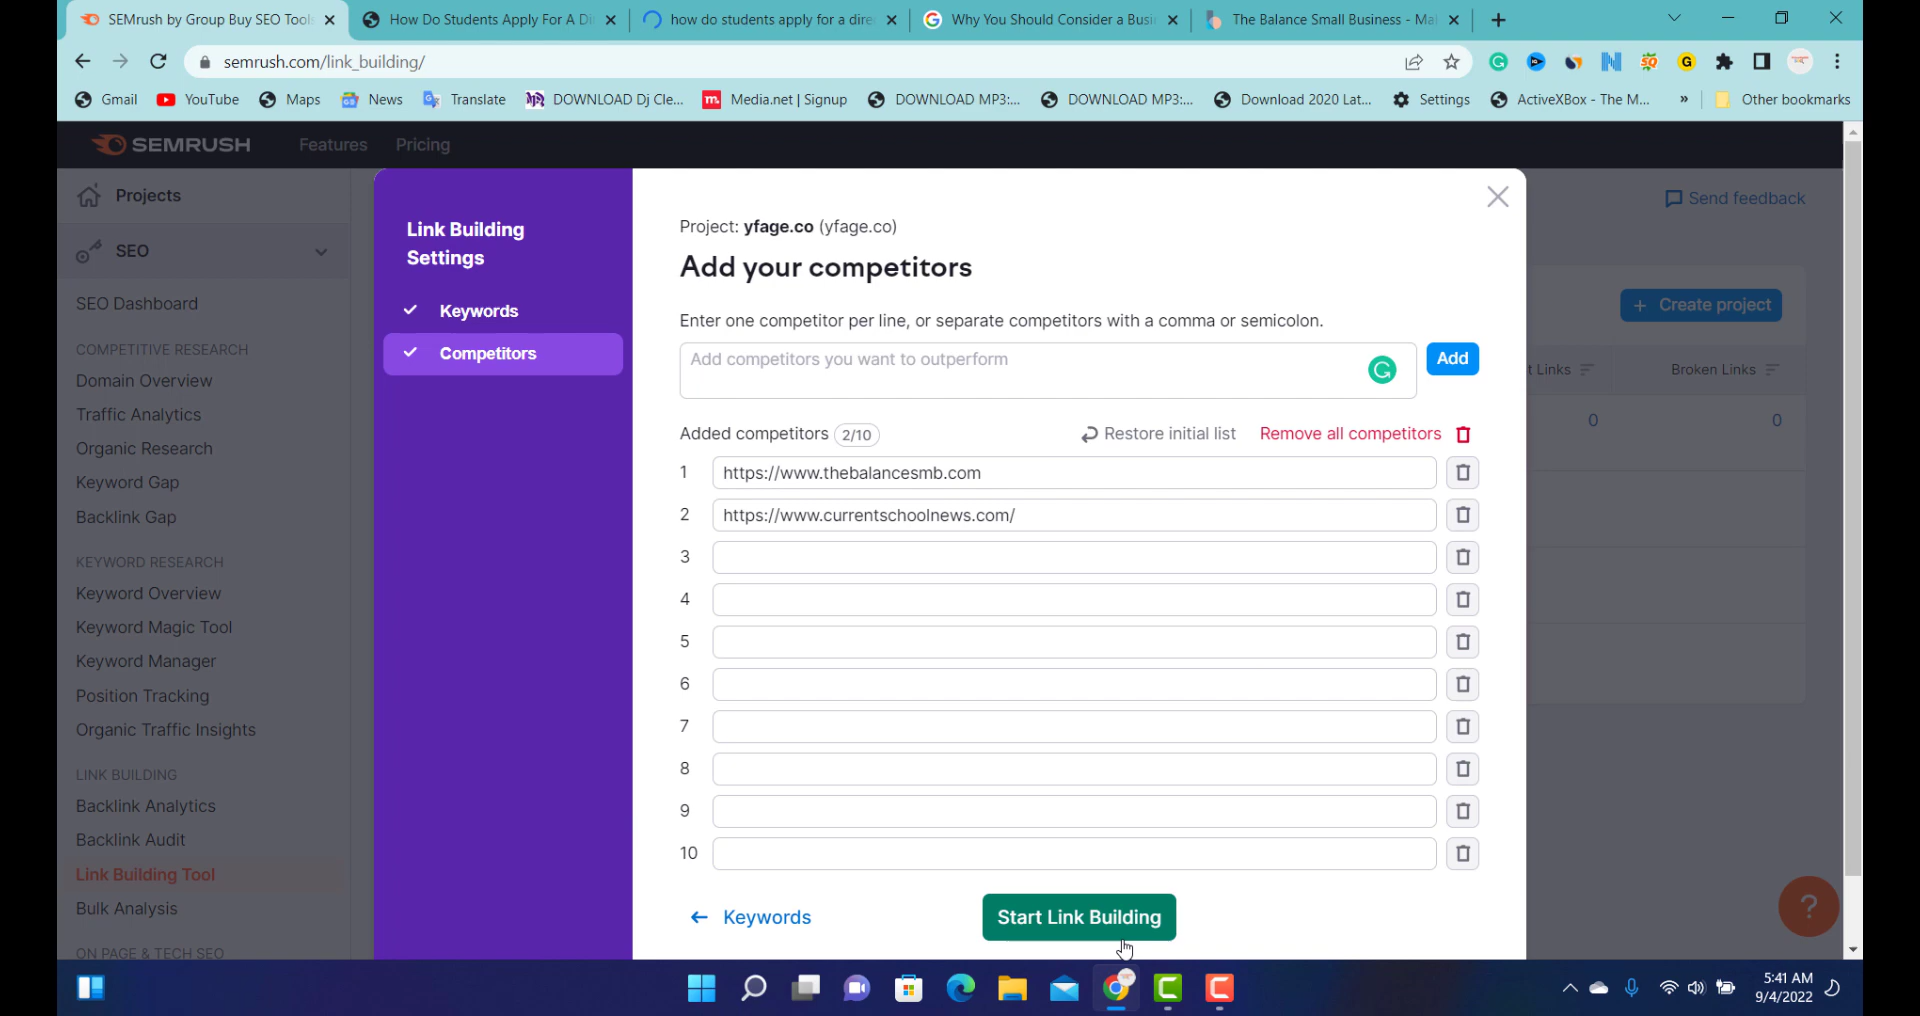 SEMrush by Group Buy SEO Tools
How Do Students Apply For A Di
how do students apply for a dire
Why You Should Consider a Busi
The Balance Small Business - Ma
semrush.com/link_building/
Gmail
YouTube
Maps
News
Translate
DOWNLOAD Dj Cle...
Media.net | Signup
DOWNLOAD MP3:...
DOWNLOAD MP3:...
Download 2020 Lat...
Settings
ActiveXBox - The M...
»
Other bookmarks
SEMRUSH
Features
Pricing
Projects
SEO
SEO Dashboard
COMPETITIVE RESEARCH
Domain Overview
Traffic Analytics
Organic Research
Keyword Gap
Backlink Gap
KEYWORD RESEARCH
Keyword Overview
Keyword Magic Tool
Keyword Manager
Position Tracking
Organic Traffic Insights
LINK BUILDING
Backlink Analytics
Backlink Audit
Link Building Tool
Bulk Analysis
ON PAGE & TECH SEO
Link Building
Settings
Keywords
Competitors
Project: yfage.co (yfage.co)
Add your competitors
Enter one competitor per line, or separate competitors with a comma or semicolon.
Add competitors you want to outperform
Add
Added competitors 2/10
Restore initial list
Remove all competitors
1 https://www.thebalancesmb.com
2 https://www.currentschoolnews.com/
3
4
5
6
7
8
9
10
Keywords
Start Link Building
Send feedback
+ Create project
t Links
Broken Links
0
0
?
5:41 AM
9/4/2022